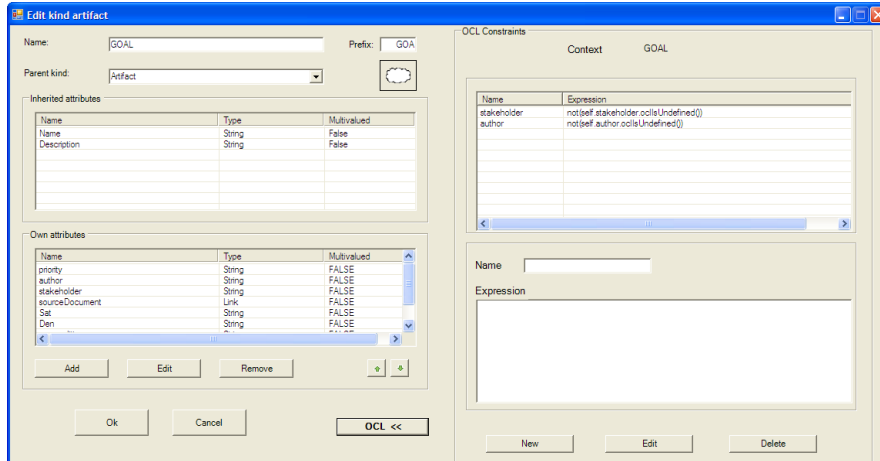 Edit kind artifact
Name: GOAL Prefix: GOA
Parent kind: Artifact
Inherited attributes
Name Type Multivalued
Name String False
Description String False
Own attributes
Name Type Multivalued
priority String FALSE
author String FALSE
stakeholder String FALSE
sourceDocument Link FALSE
Sat String FALSE
Den String FALSE
Add Edit Remove
Ok Cancel OCL <<
OCL Constraints
Context GOAL
Name Expression
stakeholder not(self.stakeholder.oclIsUndefined())
author not(self.author.oclIsUndefined())
Name
Expression
New Edit Delete